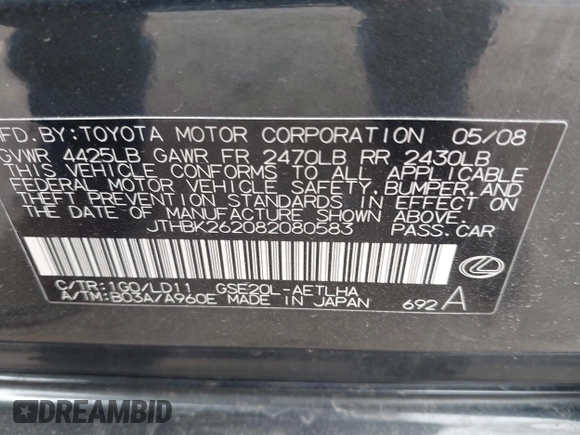 MFD.BY:TOYOTA MOTOR CORPORATION 05/08
GVWR 4425LB GAWR FR 2470LB RR 2430LB
THIS VEHICLE CONFORMS TO ALL APPLICABLE
FEDERAL MOTOR VEHICLE SAFETY,BUMPER,AND
THEFT PREVENTION STANDARDS IN EFFECT ON
THE DATE OF MANUFACTURE SHOWN ABOVE.
JTHBK262082080583 PASS.CAR
C/TR:1G0/LD11 GSE20L-AETLHA
A/TM:B03A/A960E MADE IN JAPAN 692 A
DREAMBID